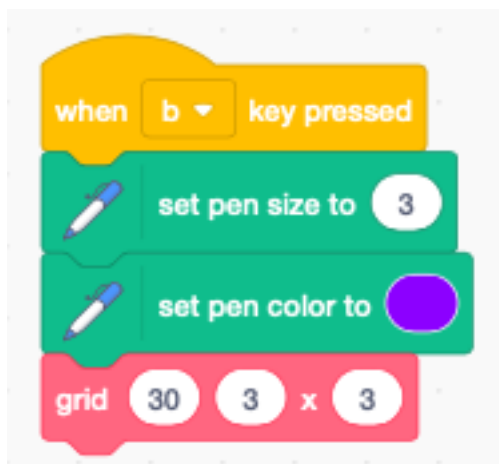 when b key pressed
set pen size to 3
set pen color to
grid 30 3 x 3